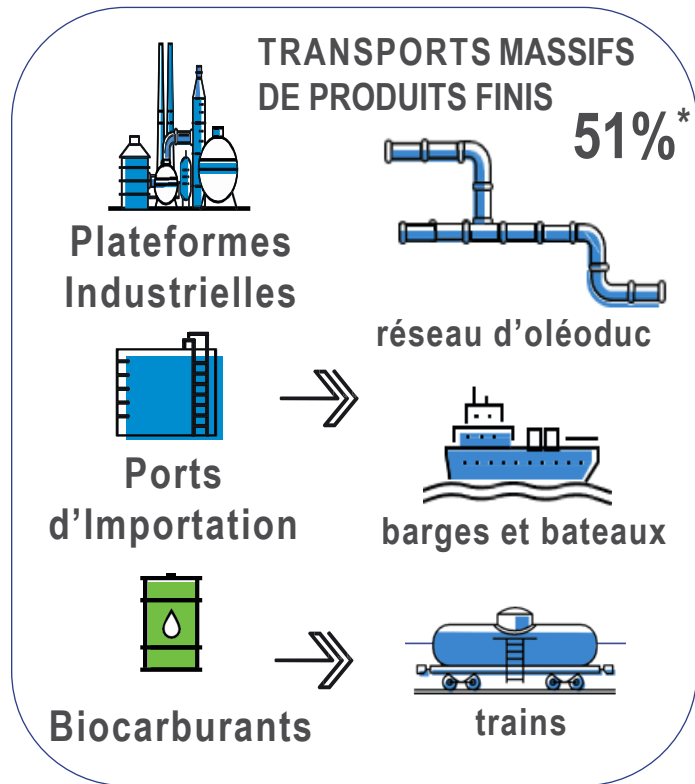 TRANSPORTS MASSIFS
DE PRODUITS FINIS
51%*
Plateformes
Industrielles
réseau d’oléoduc
Ports
d’Importation
barges et bateaux
Biocarburants
trains